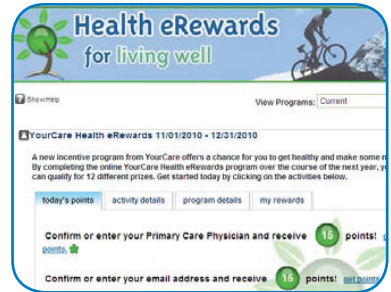 Health eRewards
for living well
ShowHelp
View Programs: Current
YourCare Health eRewards 11/01/2010 - 12/31/2010
A new incentive program from YourCare offers a chance for you to get healthy and make some
By completing the online YourCare Health eRewards program over the course of the next year,
can qualify for 12 different prizes. Get started today by clicking on the activities below.
today's points activity details program details my rewards
Confirm or enter your Primary Care Physician and receive 15 points!
points.
Confirm or enter your email address and receive 15 points! get points